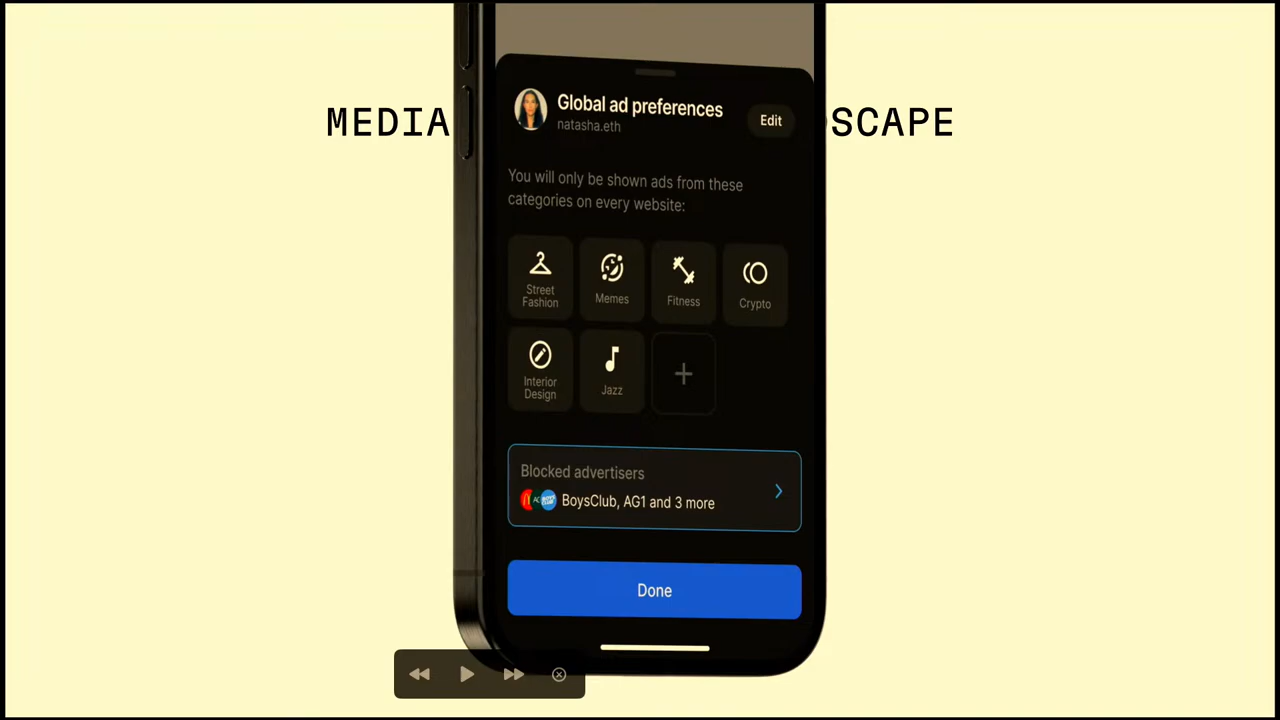 MEDIA
SCAPE
Global ad preferences
natasha.eth
Edit
You will only be shown ads from these
categories on every website:
Street
Fashion
Memes
Fitness
Crypto
Interior
Design
Jazz
Blocked advertisers
BoysClub, AG1 and 3 more
Done